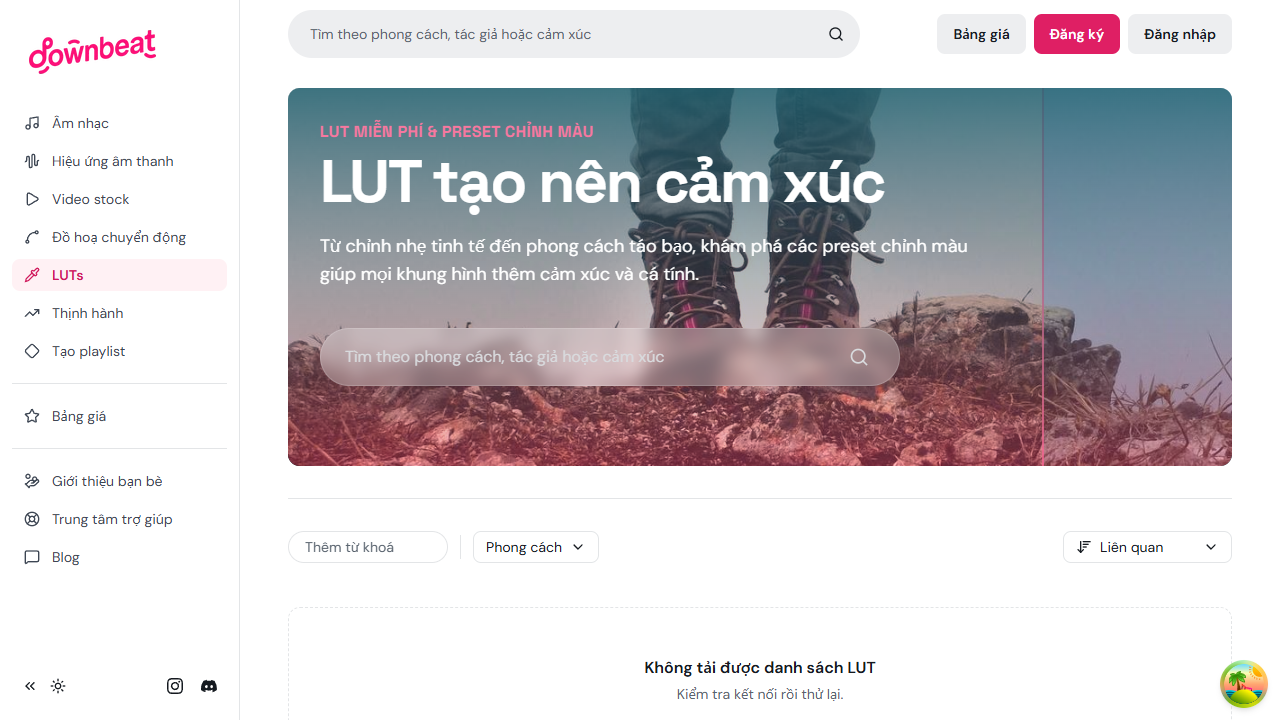 downbeat
Âm nhạc
Hiệu ứng âm thanh
Video stock
Đồ hoạ chuyển động
LUTs
Thịnh hành
Tạo playlist
Bảng giá
Giới thiệu bạn bè
Trung tâm trợ giúp
Blog
Tìm theo phong cách, tác giả hoặc cảm xúc
Bảng giá
Đăng ký
Đăng nhập
LUT MIỄN PHÍ & PRESET CHỈNH MÀU
LUT tạo nên cảm xúc
Từ chỉnh nhẹ tinh tế đến phong cách táo bạo, khám phá các preset chỉnh màu
giúp mọi khung hình thêm cảm xúc và cá tính.
Tìm theo phong cách, tác giả hoặc cảm xúc
Thêm từ khoá
Phong cách
Liên quan
Không tải được danh sách LUT
Kiểm tra kết nối rồi thử lại.